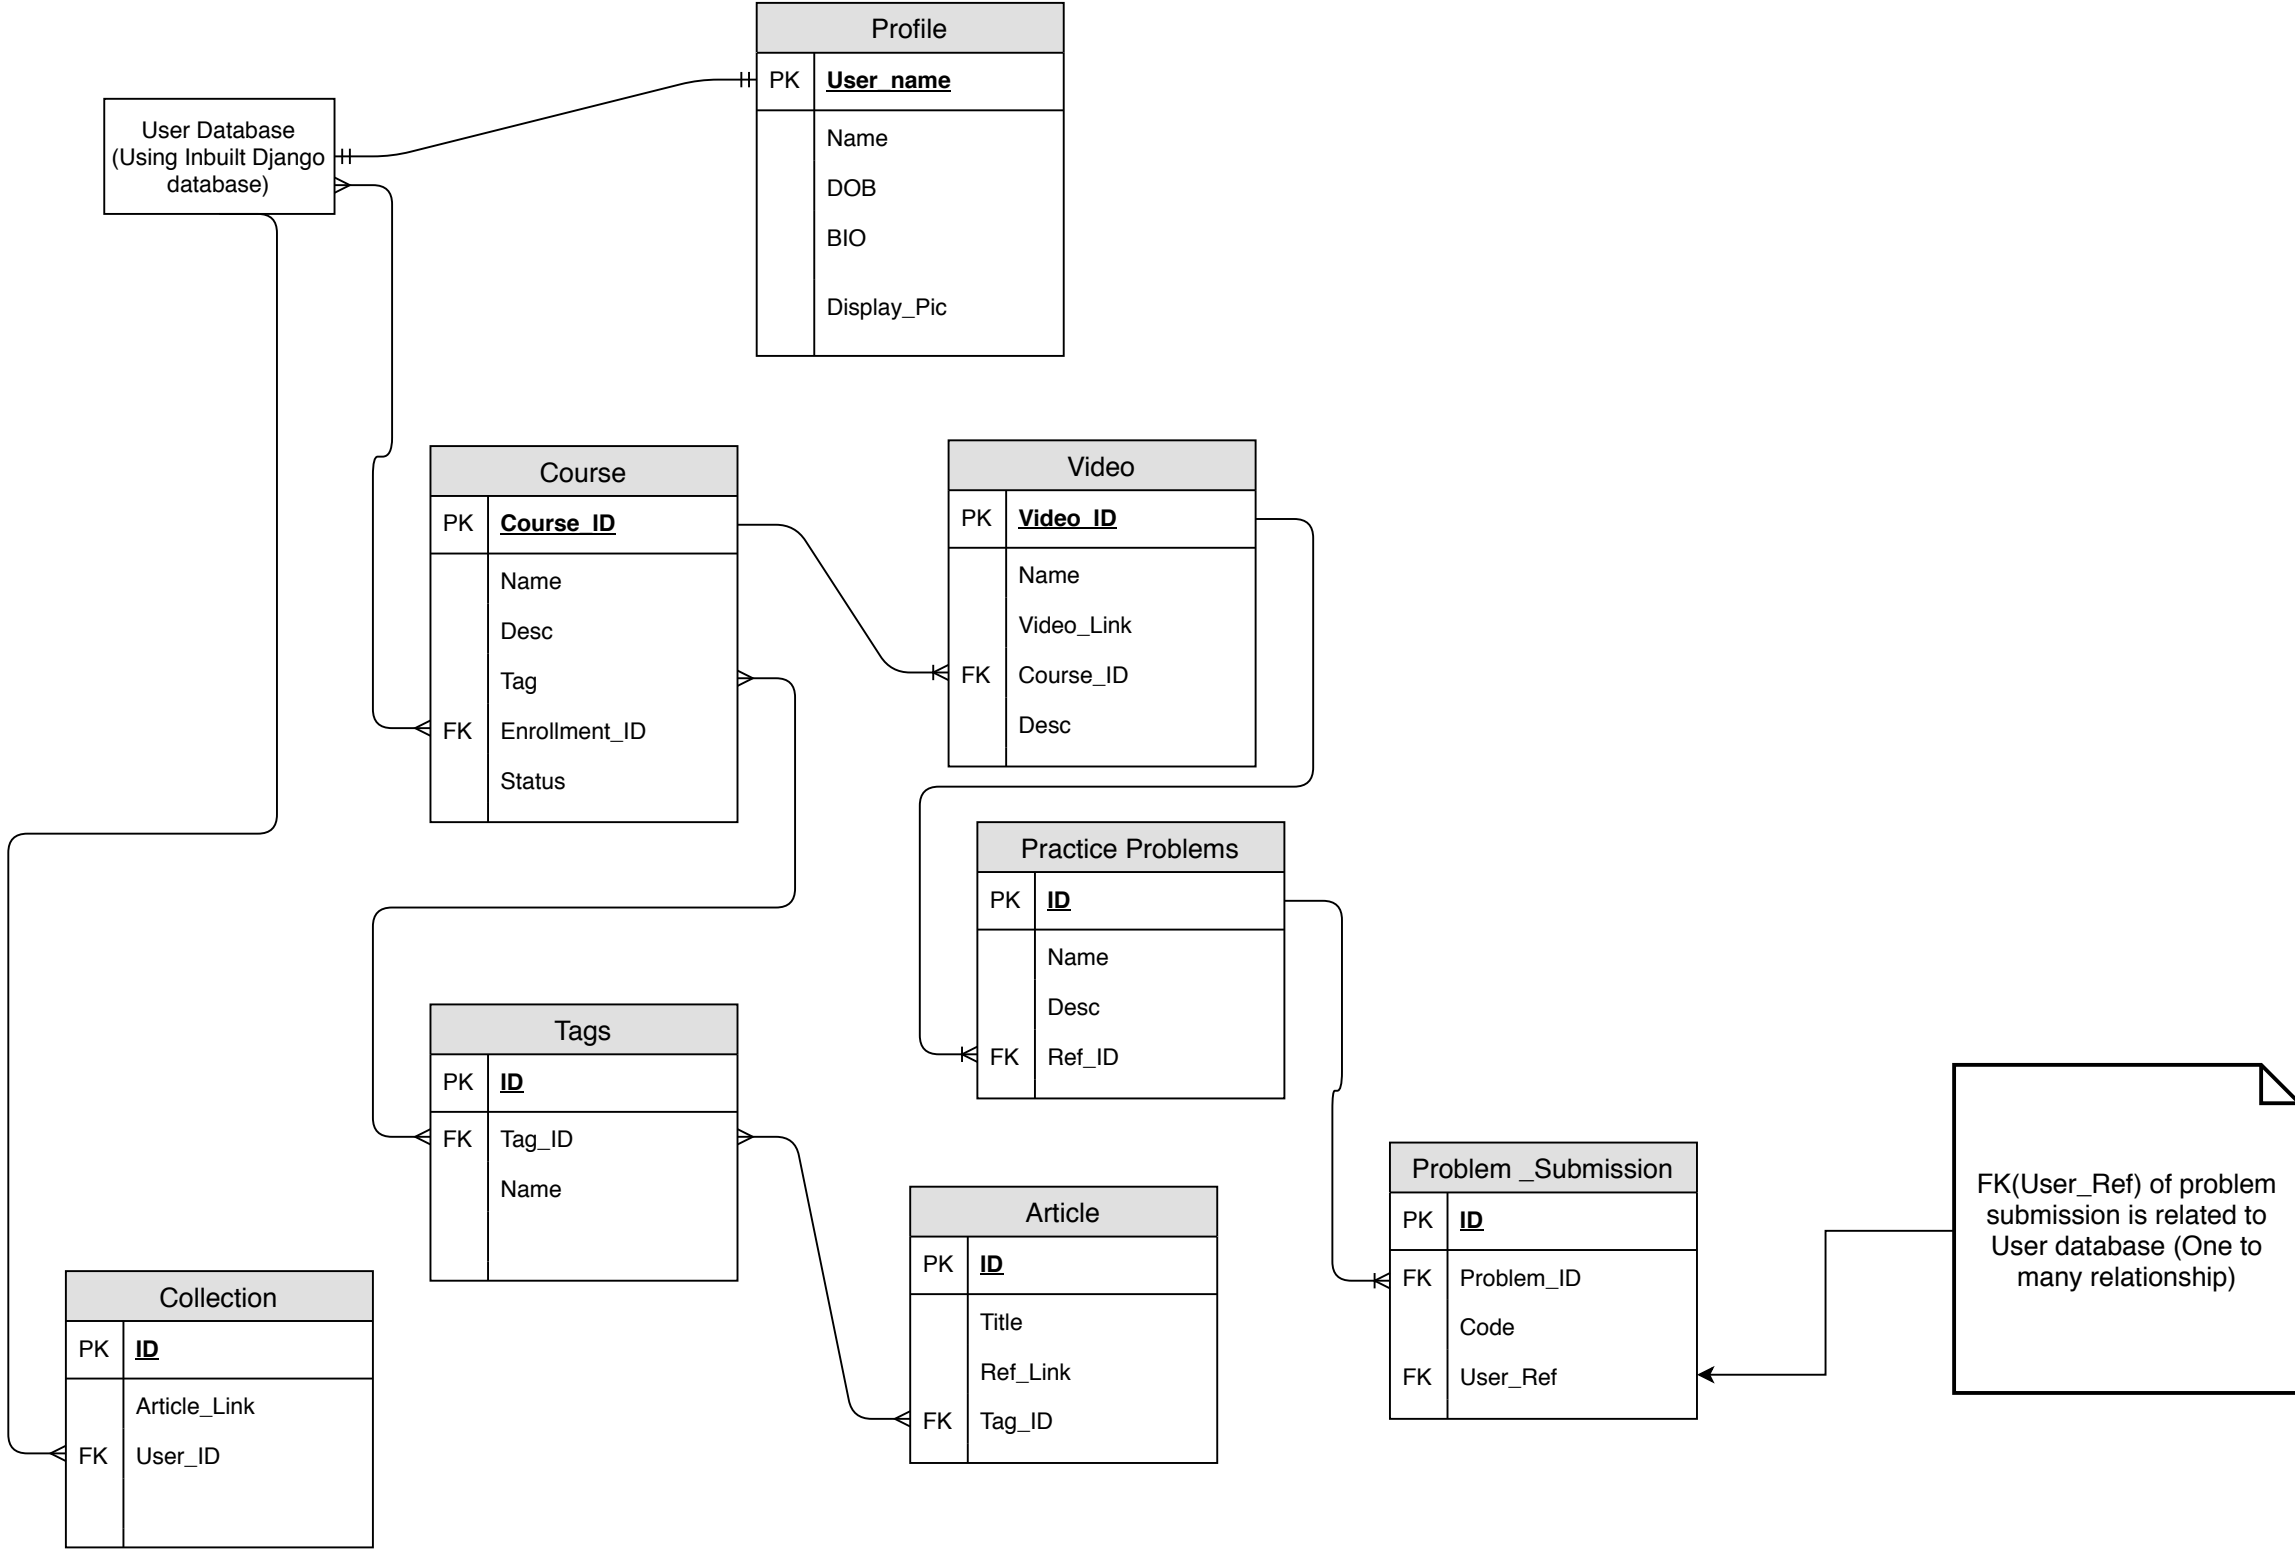 Profile
PK User_name
Name
DOB
BIO
Display_Pic
User Database
(Using Inbuilt Django
database)
Course
PK Course_ID
Name
Desc
Tag
FK Enrollment_ID
Status
Video
PK Video_ID
Name
Video_Link
FK Course_ID
Desc
Practice Problems
PK ID
Name
Desc
FK Ref_ID
Tags
PK ID
FK Tag_ID
Name
Problem _Submission
PK ID
FK Problem_ID
Code
FK User_Ref
FK(User_Ref) of problem
submission is related to
User database (One to
many relationship)
Article
PK ID
Title
Ref_Link
FK Tag_ID
Collection
PK ID
Article_Link
FK User_ID